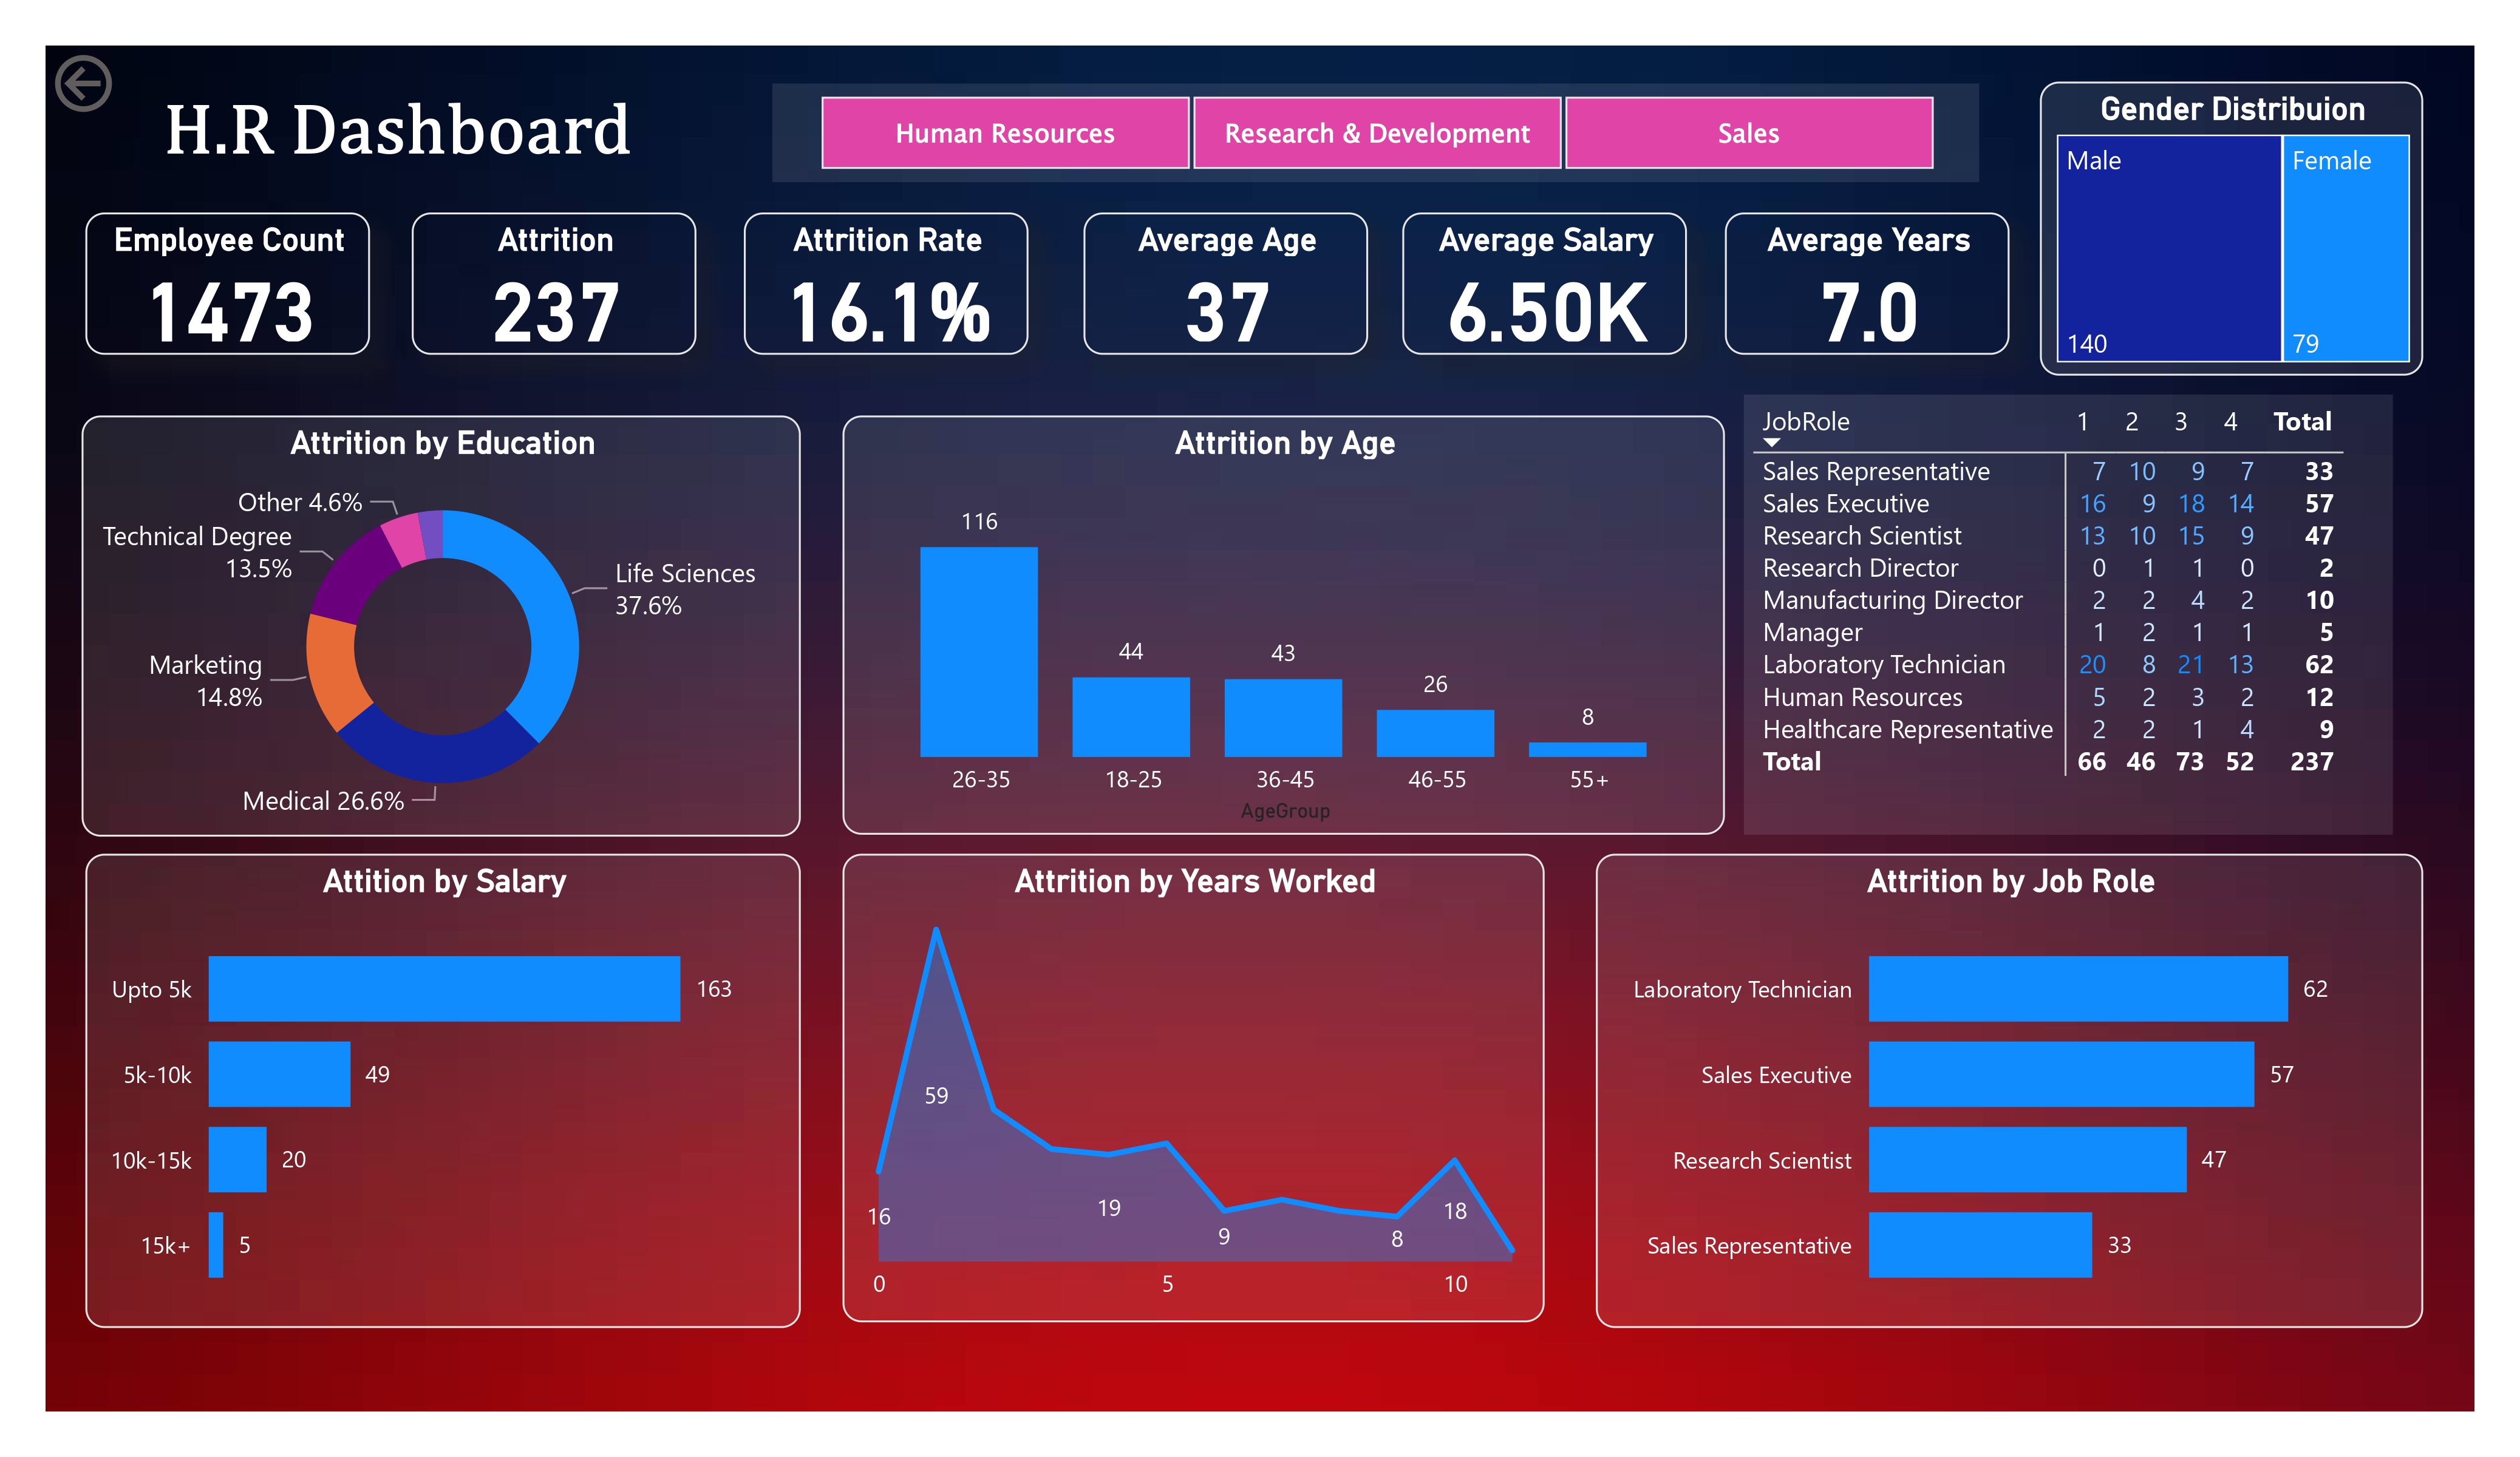 H.R Dashboard
Human Resources
Research & Development
Sales
Gender Distribuion
Male
Female
140
79
Employee Count
1473
Attrition
237
Attrition Rate
16.1%
Average Age
37
Average Salary
6.50K
Average Years
7.0
Attrition by Education
Other 4.6%
Technical Degree
13.5%
Life Sciences
37.6%
Marketing
14.8%
Medical 26.6%
Attrition by Age
116
44
43
26
8
26-35
18-25
36-45
46-55
55+
AgeGroup
JobRole 1 2 3 4 Total
Sales Representative 7 10 9 7 33
Sales Executive 16 9 18 14 57
Research Scientist 13 10 15 9 47
Research Director 0 1 1 0 2
Manufacturing Director 2 2 4 2 10
Manager 1 2 1 1 5
Laboratory Technician 20 8 21 13 62
Human Resources 5 2 3 2 12
Healthcare Representative 2 2 1 4 9
Total 66 46 73 52 237
Attition by Salary
Upto 5k 163
5k-10k 49
10k-15k 20
15k+ 5
Attrition by Years Worked
59
16
19
9
8
18
0
5
10
Attrition by Job Role
Laboratory Technician 62
Sales Executive 57
Research Scientist 47
Sales Representative 33